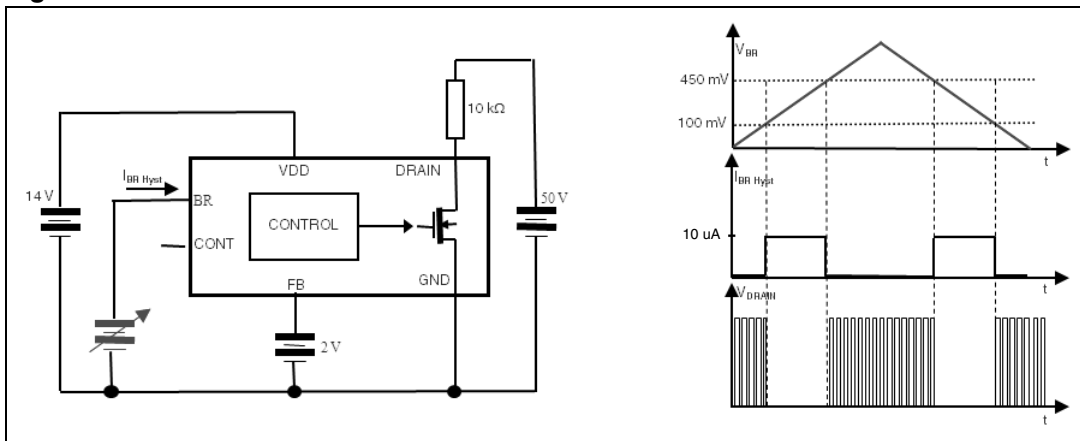 14 V
I_BR Hyst
BR
CONT
VDD
DRAIN
CONTROL
FB
GND
10 kΩ
50 V
2 V
V_BR
450 mV
100 mV
t
I_BR Hyst
10 uA
t
V_DRAIN
t